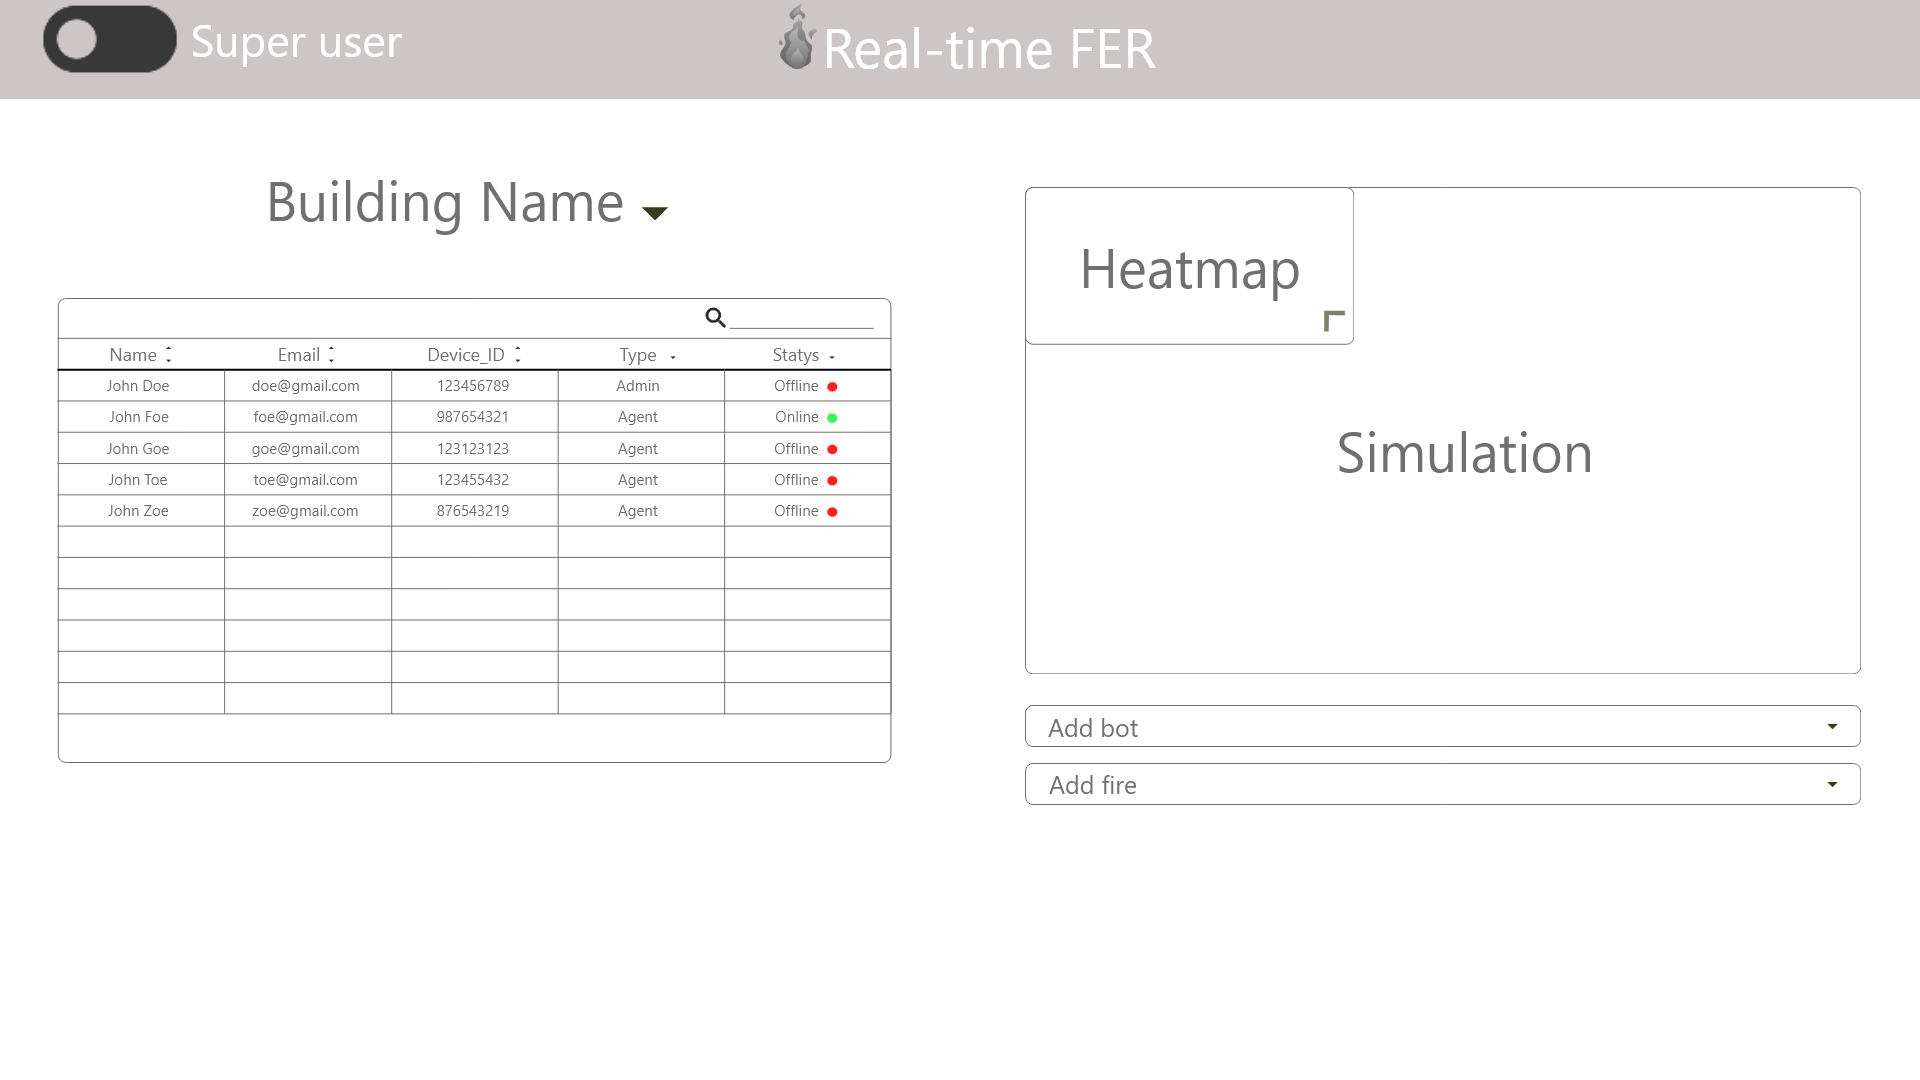 Super user
Real-time FER
Building Name
Name Email Device_ID Type Statys
John Doe doe@gmail.com 123456789 Admin Offline
John Foe foe@gmail.com 987654321 Agent Online
John Goe goe@gmail.com 123123123 Agent Offline
John Toe toe@gmail.com 123455432 Agent Offline
John Zoe zoe@gmail.com 876543219 Agent Offline
Heatmap
Simulation
Add bot
Add fire